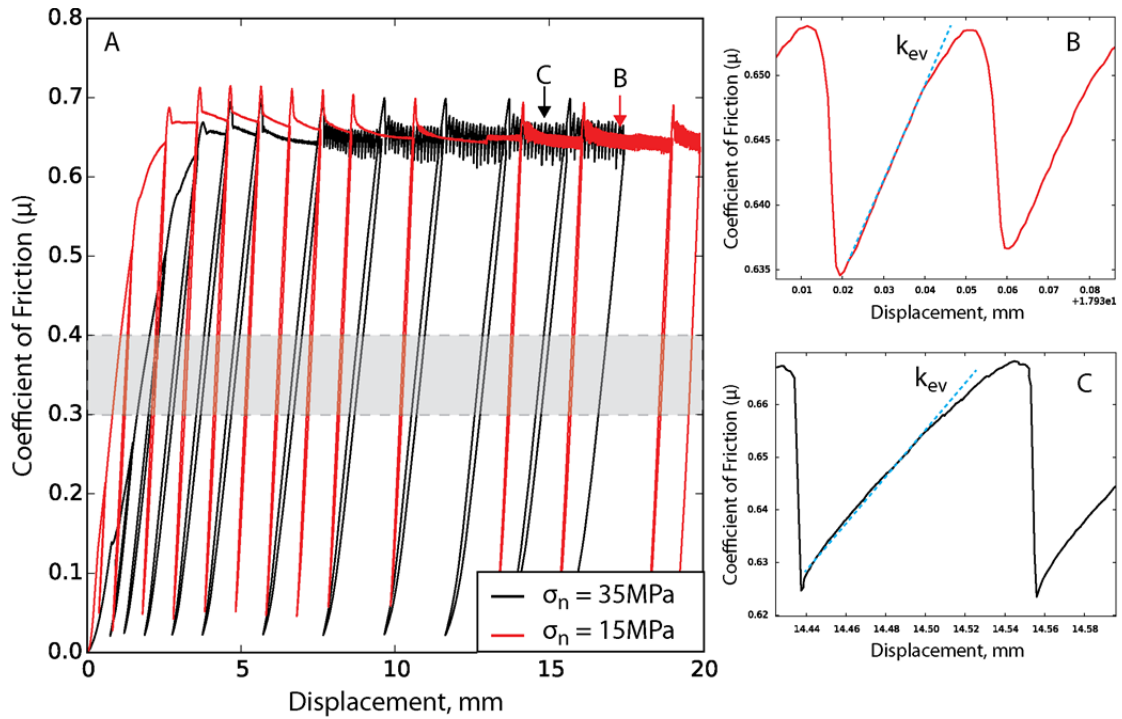 A
C
B
Coefficient of Friction (μ)
0.8
0.7
0.6
0.5
0.4
0.3
0.2
0.1
0.0
0
5
10
15
20
Displacement, mm
σn = 35MPa
σn = 15MPa
B
kev
Coefficient of Friction (μ)
0.650
0.645
0.640
0.635
0.01 0.02 0.03 0.04 0.05 0.06 0.07 0.08
+1.793e1
Displacement, mm
C
kev
Coefficient of Friction (μ)
0.66
0.65
0.64
0.63
0.62
14.44 14.46 14.48 14.50 14.52 14.54 14.56 14.58
Displacement, mm